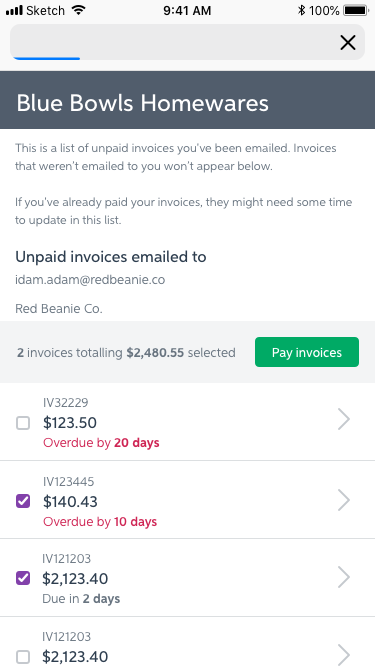 Sketch 9:41 AM 100%
Blue Bowls Homewares
This is a list of unpaid invoices you've been emailed. Invoices
that weren't emailed to you won't appear below.
If you've already paid your invoices, they might need some time
to update in this list.
Unpaid invoices emailed to
idam.adam@redbeanie.co
Red Beanie Co.
2 invoices totalling $2,480.55 selected
Pay invoices
IV32229
$123.50
Overdue by 20 days
IV123445
$140.43
Overdue by 10 days
IV121203
$2,123.40
Due in 2 days
IV121203
$2,123.40